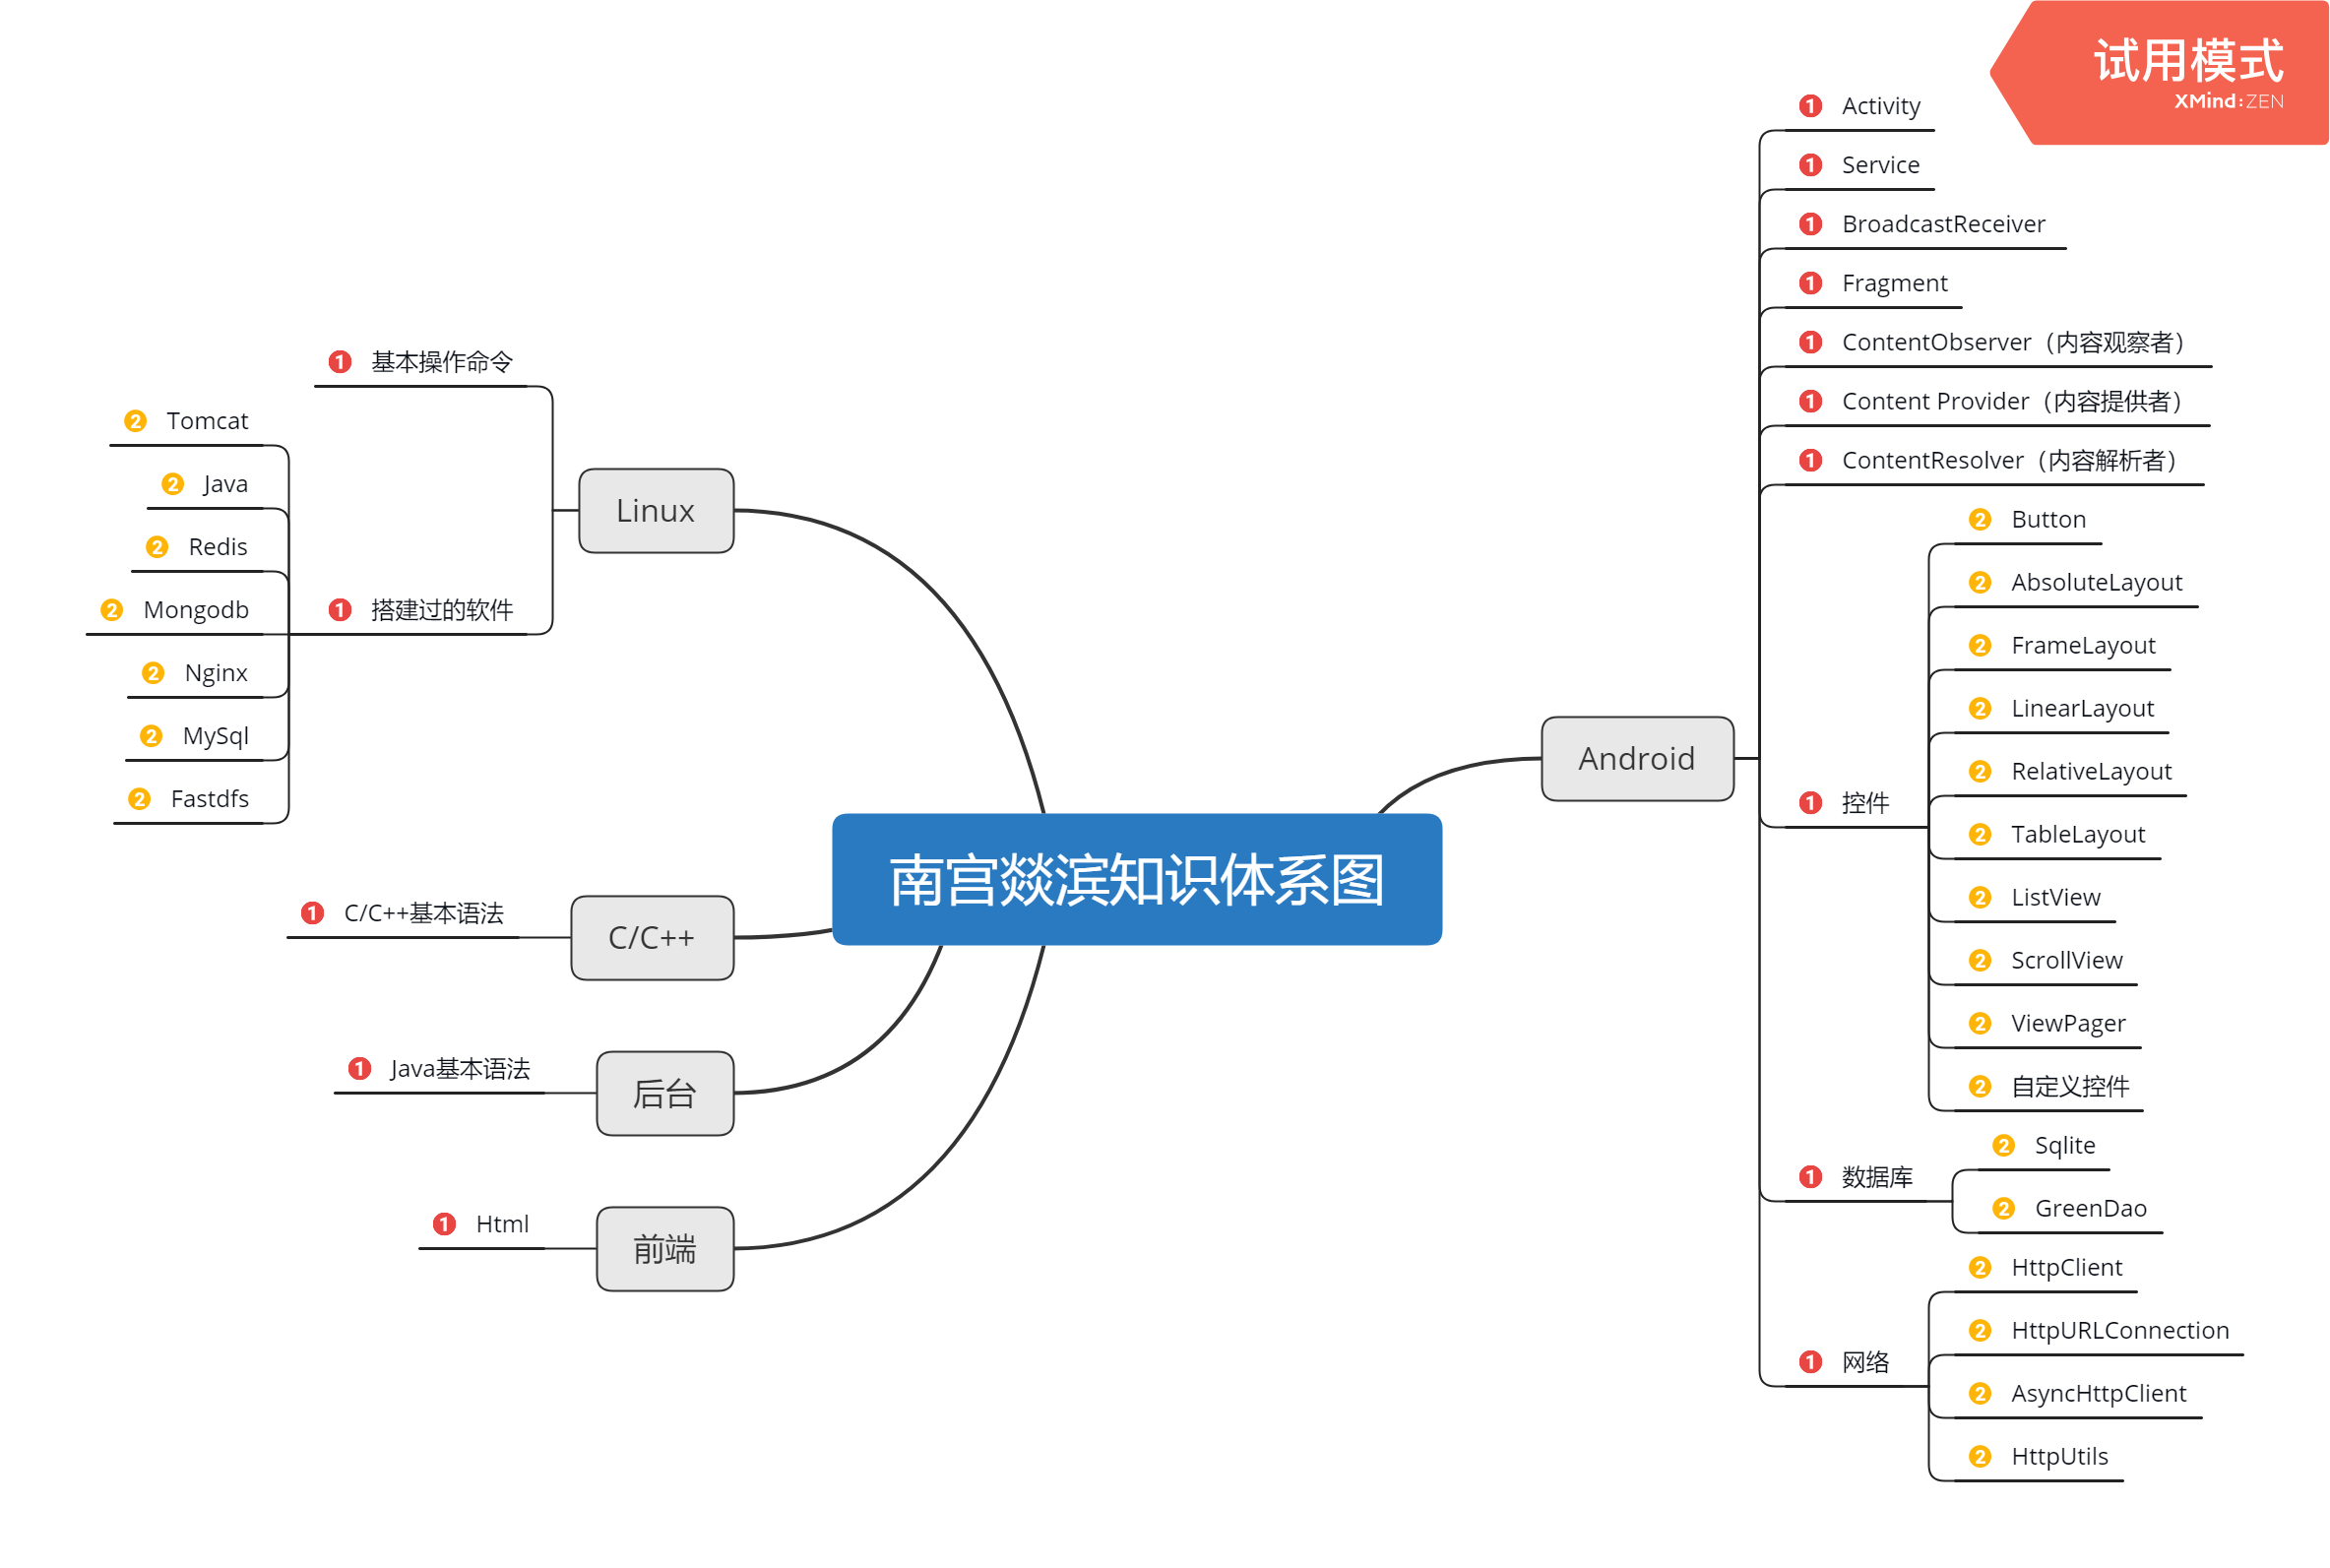 试用模式
XMind:ZEN
南宫燚滨知识体系图
Android
1 Activity
1 Service
1 BroadcastReceiver
1 Fragment
1 ContentObserver（内容观察者）
1 Content Provider（内容提供者）
1 ContentResolver（内容解析者）
1 控件
2 Button
2 AbsoluteLayout
2 FrameLayout
2 LinearLayout
2 RelativeLayout
2 TableLayout
2 ListView
2 ScrollView
2 ViewPager
2 自定义控件
1 数据库
2 Sqlite
2 GreenDao
1 网络
2 HttpClient
2 HttpURLConnection
2 AsyncHttpClient
2 HttpUtils
Linux
1 基本操作命令
1 搭建过的软件
2 Tomcat
2 Java
2 Redis
2 Mongodb
2 Nginx
2 MySql
2 Fastdfs
C/C++
1 C/C++基本语法
后台
1 Java基本语法
前端
1 Html